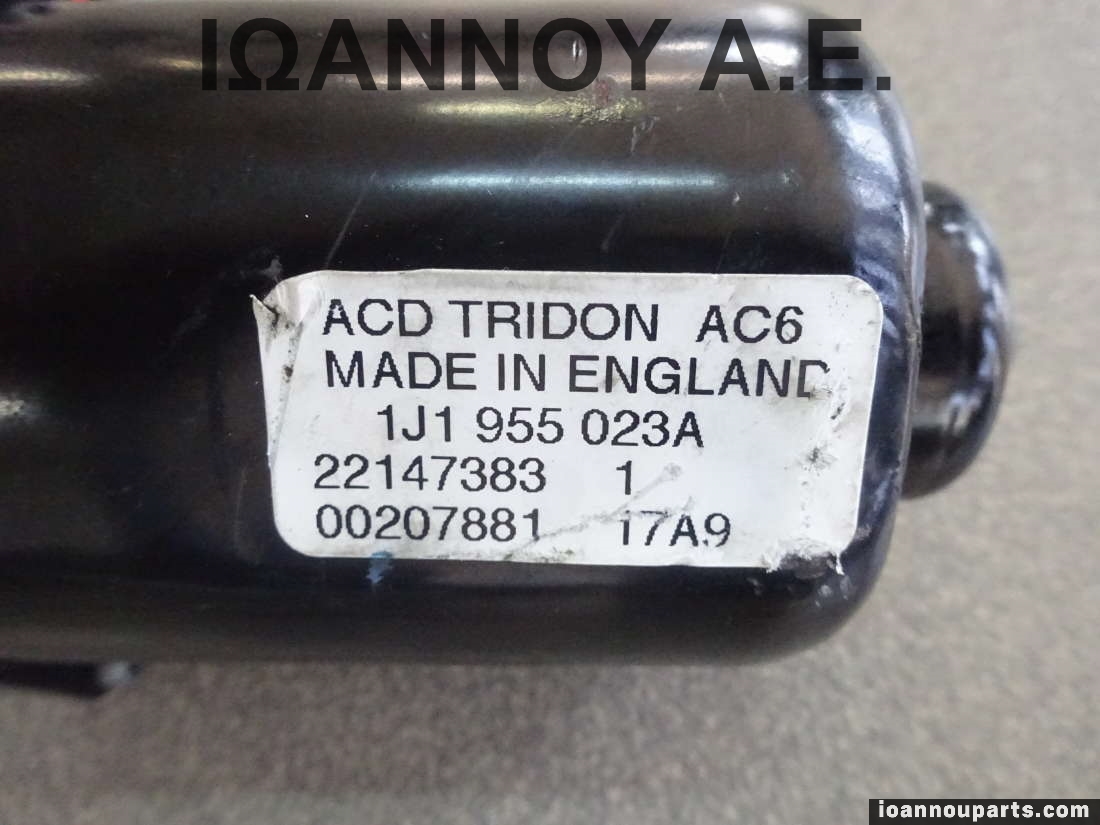 ΙΩΑΝΝΟΥ Α.Ε.
ACD TRIDON AC6
MADE IN ENGLAND
1J1 955 023A
22147383 1
00207881 17A9
ioannouparts.com